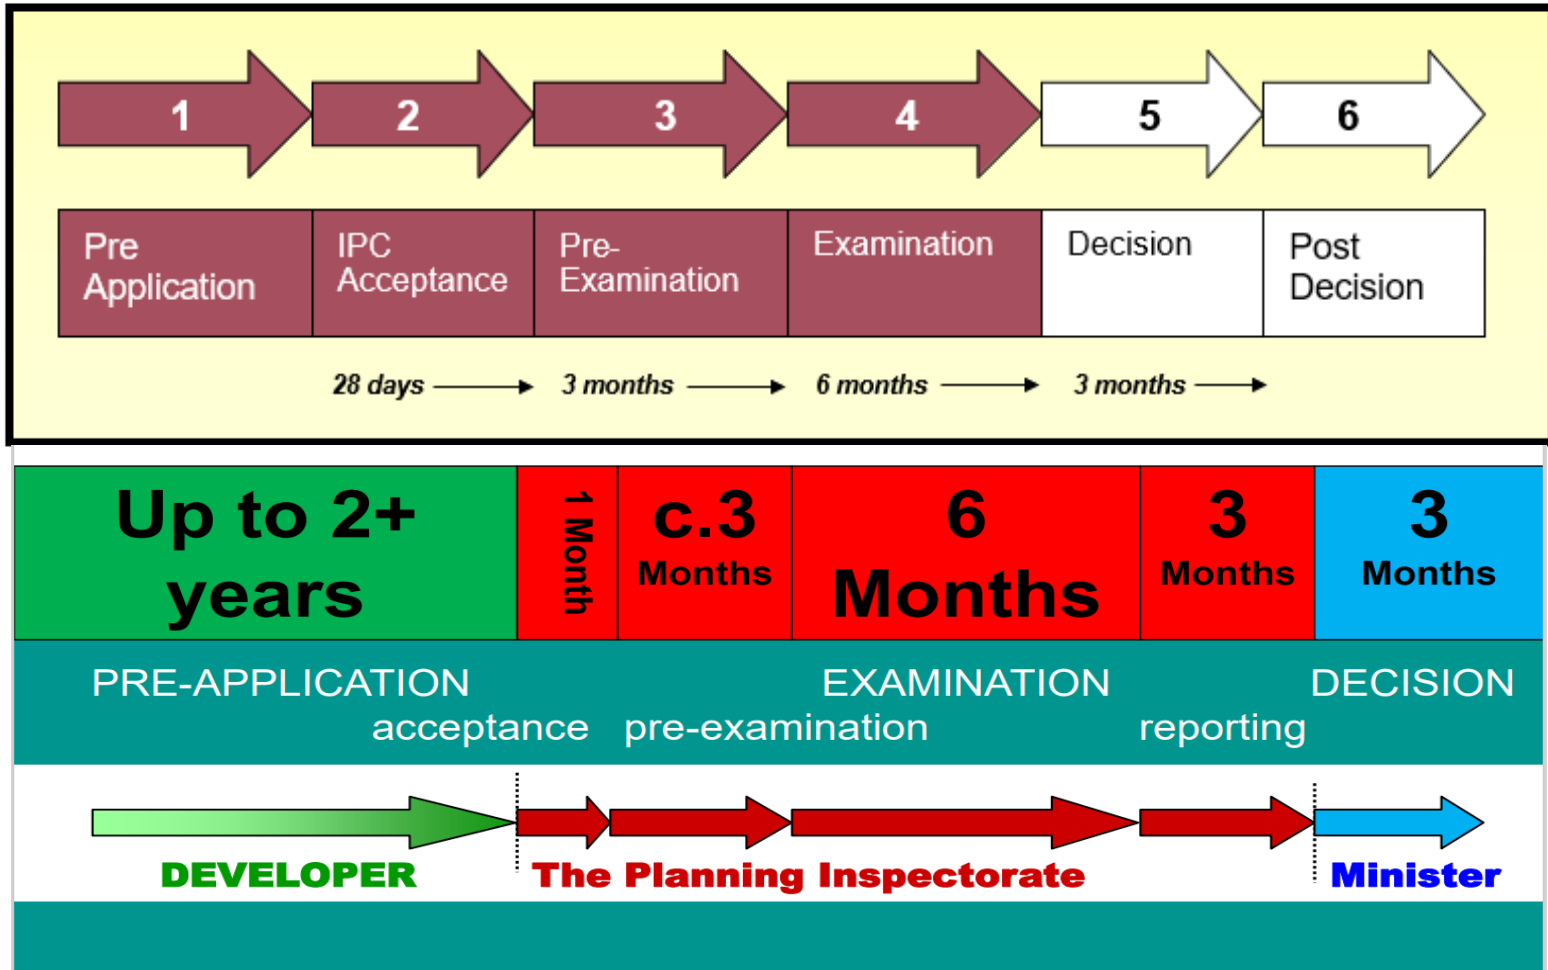 1 2 3 4 5 6
Pre
Application
IPC
Acceptance
Pre-
Examination
Examination
Decision
Post
Decision
28 days 3 months 6 months 3 months
Up to 2+
years
1 Month
c.3
Months
6
Months
3
Months
3
Months
PRE-APPLICATION EXAMINATION DECISION
acceptance pre-examination reporting
DEVELOPER The Planning Inspectorate Minister